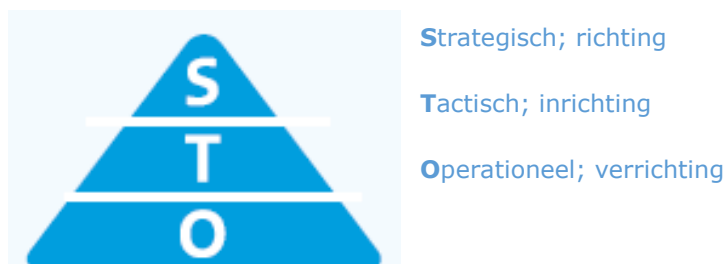 S
T
O
Strategisch; richting
Tactisch; inrichting
Operationeel; verrichting